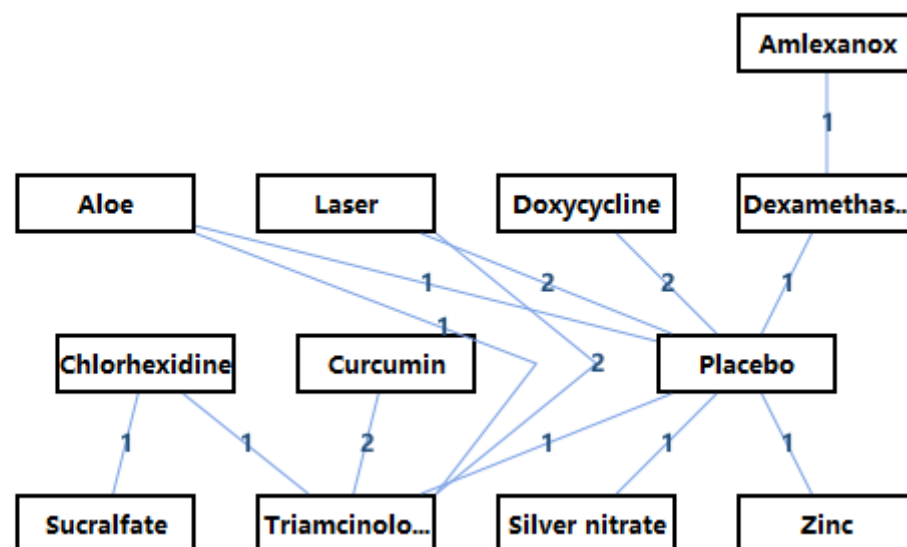 Amlexanox
1
Aloe
Laser
Doxycycline
Dexamethas..
1
2
2
1
1
Chlorhexidine
Curcumin
2
Placebo
1
1
2
1
1
1
Sucralfate
Triamcinolo...
Silver nitrate
Zinc